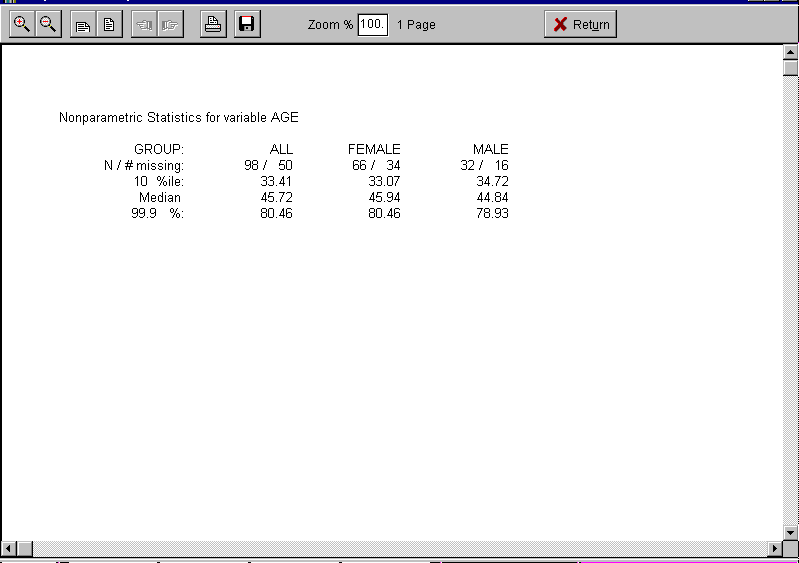 Zoom % 100. 1 Page Return
Nonparametric Statistics for variable AGE
GROUP: ALL FEMALE MALE
N / # missing: 98 / 50 66 / 34 32 / 16
10 %ile: 33.41 33.07 34.72
Median 45.72 45.94 44.84
99.9 %: 80.46 80.46 78.93